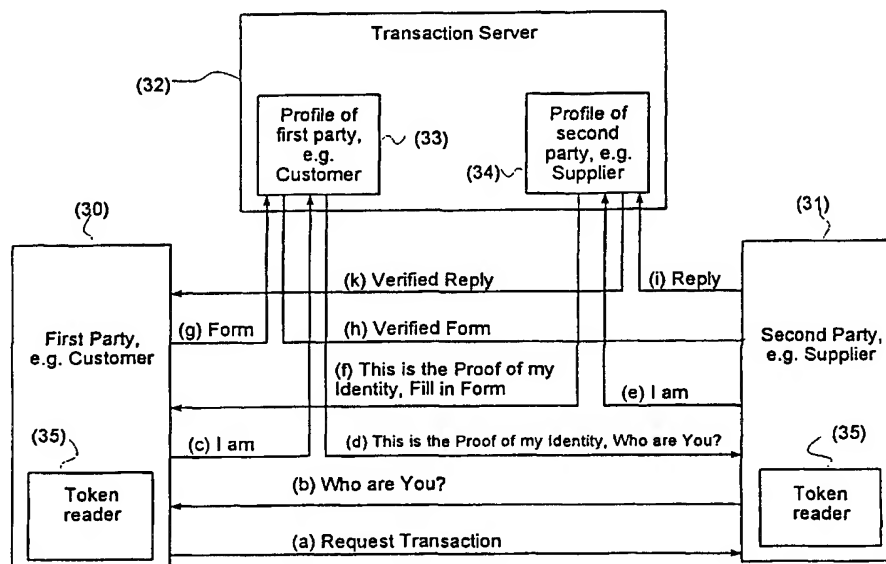 Transaction Server
(32)
Profile of
first party,
e.g.
Customer
(33)
Profile of
second
party, e.g.
Supplier
(34)
(30)
(31)
(k) Verified Reply
(i) Reply
First Party,
e.g. Customer
(g) Form
(h) Verified Form
Second Party,
e.g. Supplier
(f) This is the Proof of my
Identity, Fill in Form
(e) I am
(35)
(c) I am
(d) This is the Proof of my Identity, Who are You?
(35)
Token
reader
(b) Who are You?
Token
reader
(a) Request Transaction